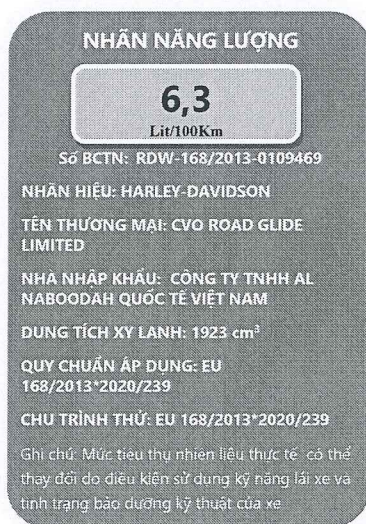 NHÃN NĂNG LƯỢNG
6,3
Lit/100Km
Số BCTN: RDW-168/2013-0109469
NHÃN HIỆU: HARLEY-DAVIDSON
TÊN THƯƠNG MẠI: CVO ROAD GLIDE
LIMITED
NHÀ NHẬP KHẨU: CÔNG TY TNHH AL
NABOODAH QUỐC TẾ VIỆT NAM
DUNG TÍCH XY LANH: 1923 cm³
QUY CHUẨN ÁP DỤNG: EU
168/2013*2020/239
CHU TRÌNH THỬ: EU 168/2013*2020/239
Ghi chú: Mức tiêu thụ nhiên liệu thực tế có thể
thay đổi do điều kiện sử dụng kỹ năng lái xe và
tình trạng bảo dưỡng kỹ thuật của xe